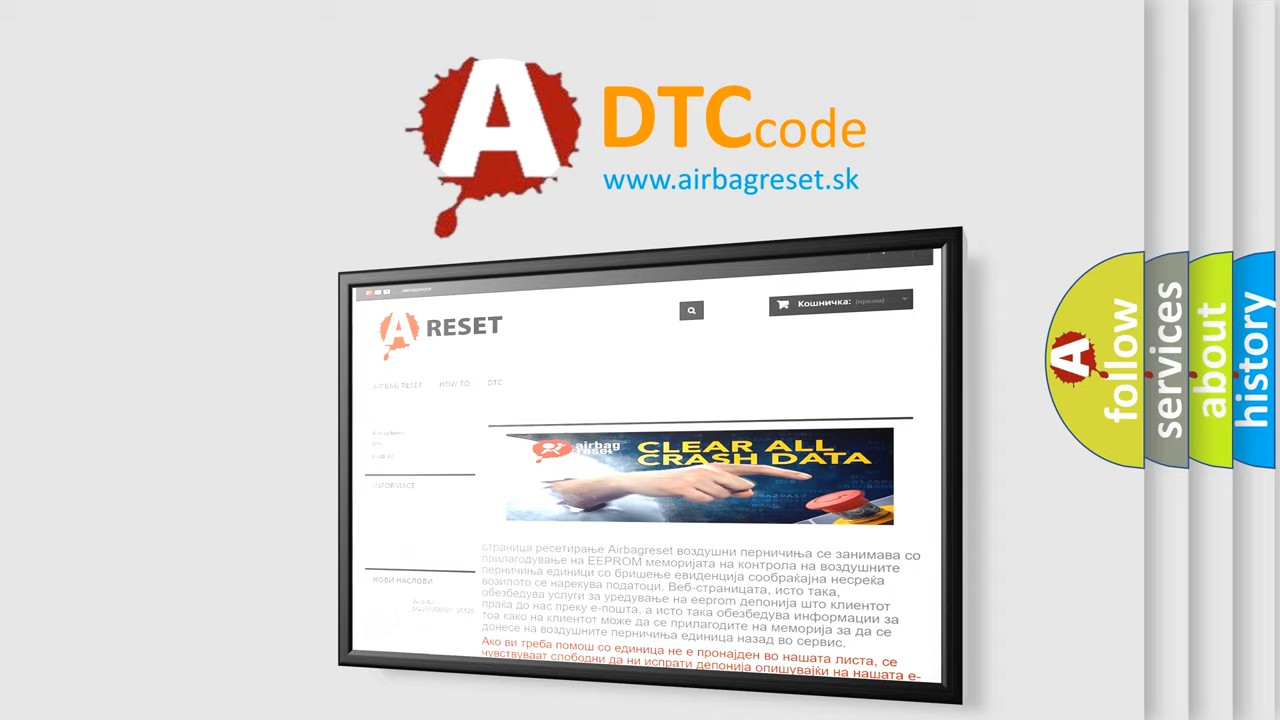 A
DTCcode
www.airbagreset.sk
Кошничка: (празна)
A RESET
AIRBAG RESET HOW TO DTC
airbag
reset
CLEAR ALL
CRASH DATA
INFORMACE
страница ресетирање Airbagreset воздушни перничиња се занимава со
прилагодување на EEPROM меморијата на контрола на воздушните
перничиња единици со бришење евиденција сообраќајна несреќа
возилото се нарекува податоци. Веб-страницата, исто така,
обезбедува услуги за уредување на eeprom депонија што клиентот
праќа до нас преку е-пошта, а исто така обезбедува информации за
тоа како на клиентот може да се прилагодите на меморија за да се
донесе на воздушните перничиња единица назад во сервис.
Ако ви треба помош со единица не е пронајден во нашата листа, се
чувствуваат слободни да ни испрати депонија опишувајќи на нашата е-
НОВИ НАСЛОВИ
A
follow
services
about
history